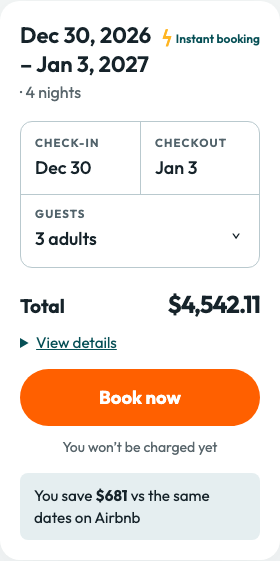 Dec 30, 2026
Instant booking
– Jan 3, 2027
· 4 nights
CHECK-IN
CHECKOUT
Dec 30
Jan 3
GUESTS
3 adults
Total
$4,542.11
View details
Book now
You won't be charged yet
You save $681 vs the same
dates on Airbnb